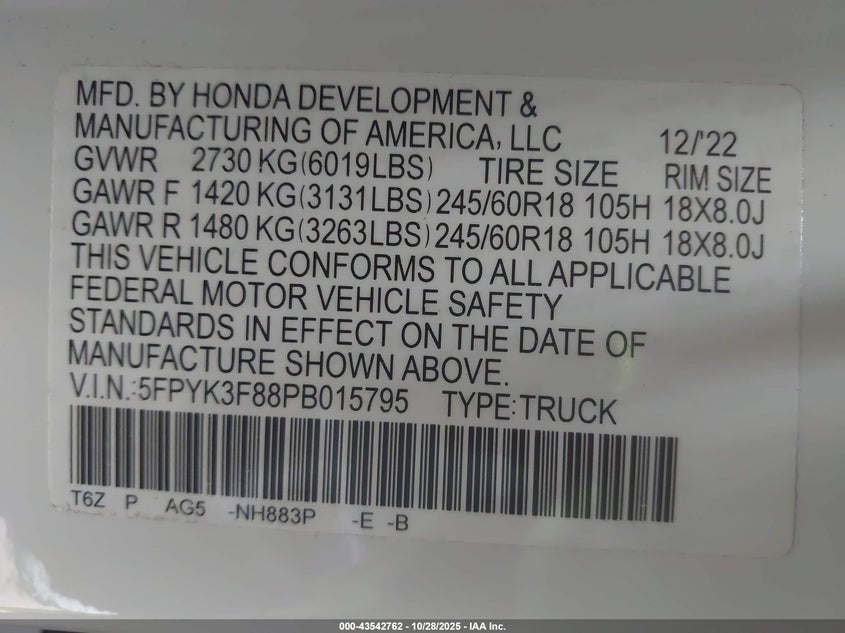 MFD. BY HONDA DEVELOPMENT &
MANUFACTURING OF AMERICA, LLC 12/'22
GVWR 2730 KG(6019LBS) TIRE SIZE RIM SIZE
GAWR F 1420 KG(3131LBS) 245/60R18 105H 18X8.0J
GAWR R 1480 KG(3263LBS) 245/60R18 105H 18X8.0J
THIS VEHICLE CONFORMS TO ALL APPLICABLE
FEDERAL MOTOR VEHICLE SAFETY
STANDARDS IN EFFECT ON THE DATE OF
MANUFACTURE SHOWN ABOVE.
V.I.N.:5FPYK3F88PB015795 TYPE:TRUCK
T6Z P AG5 -NH883P -E -B
000-43542762 | 10/28/2025 - IAA Inc.